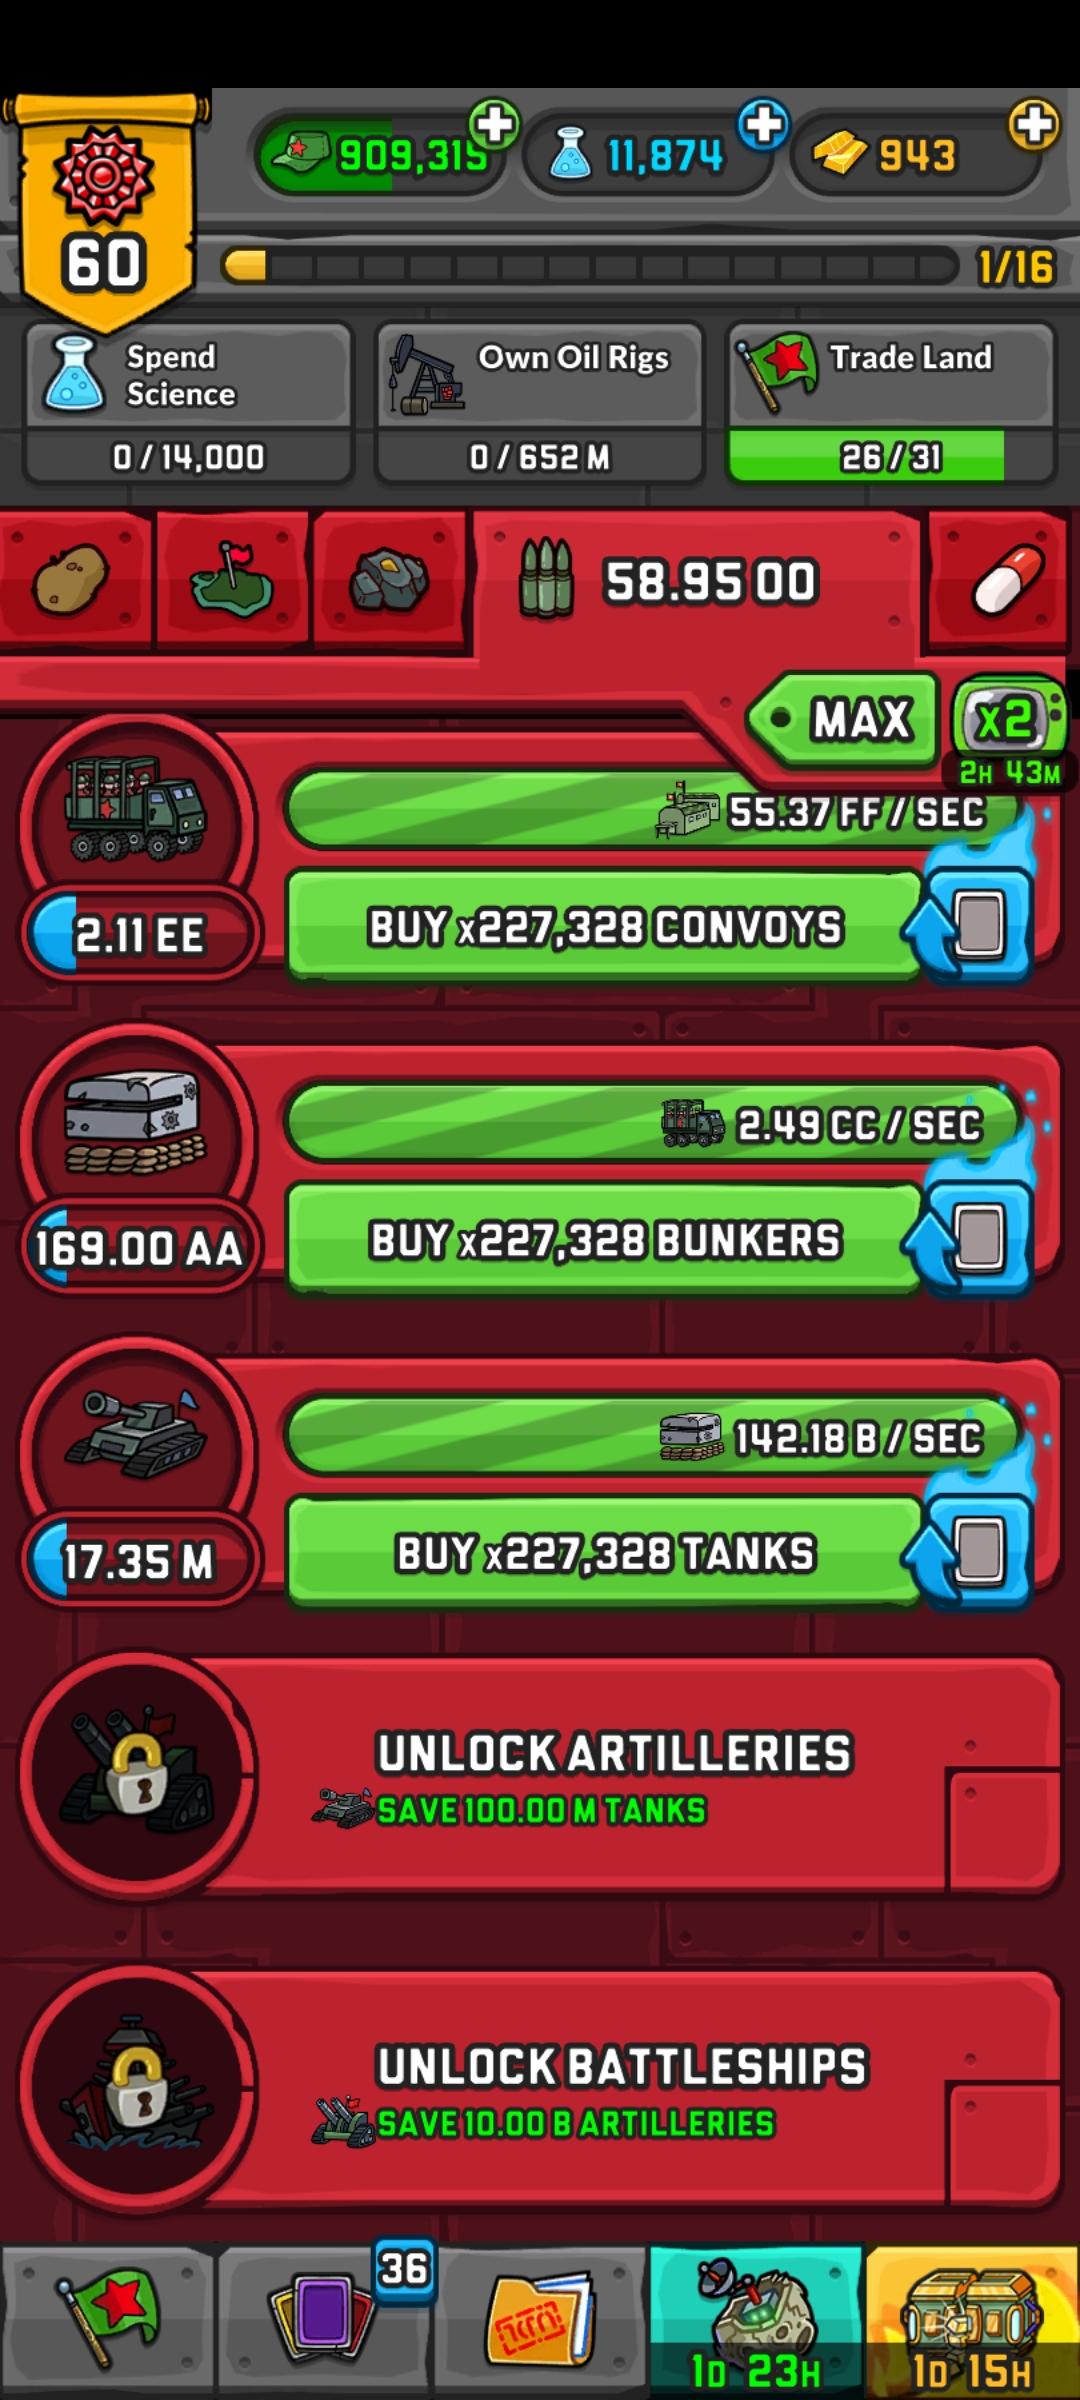 909,315
11,874
943
60
1/16
Spend
Science
0 / 14,000
Own Oil Rigs
0 / 652 M
Trade Land
26 / 31
58.95 OO
MAX
x2
2H 43M
55.37 FF / SEC
2.11 EE
BUY x227,328 CONVOYS
2.49 CC / SEC
169.00 AA
BUY x227,328 BUNKERS
142.18 B / SEC
17.35 M
BUY x227,328 TANKS
UNLOCK ARTILLERIES
SAVE 100.00 M TANKS
UNLOCK BATTLESHIPS
SAVE 10.00 B ARTILLERIES
36
1D 23H
1D 15H